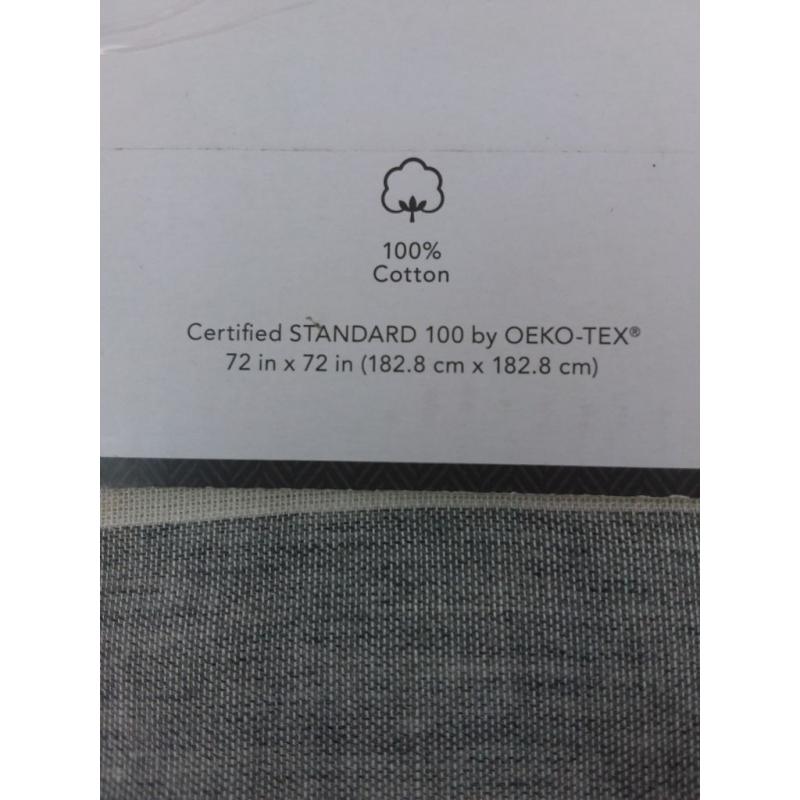 100%
Cotton
Certified STANDARD 100 by OEKO-TEX®
72 in x 72 in (182.8 cm x 182.8 cm)